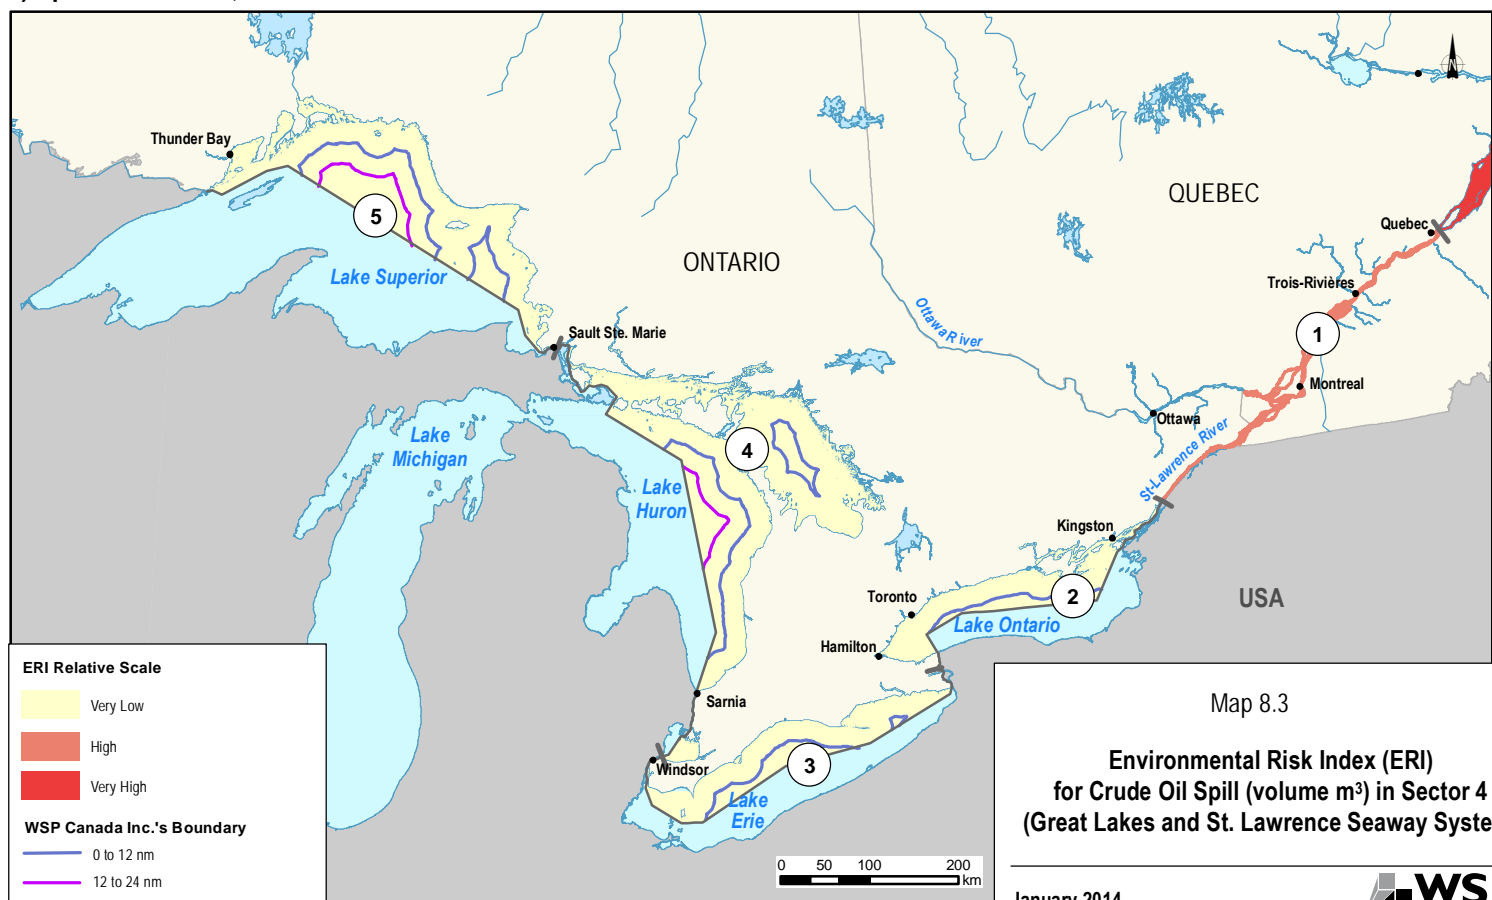 Thunder Bay
5
Lake Superior
ONTARIO
QUEBEC
N
Quebec
Trois-Rivières
1
Sault Ste. Marie
Ottawa River
Montreal
Ottawa
St-Lawrence River
Lake
Michigan
4
Lake
Huron
Kingston
2
Toronto
Lake Ontario
USA
Hamilton
Sarnia
Windsor
3
Lake
Erie
ERI Relative Scale
Very Low
High
Very High
WSP Canada Inc.'s Boundary
0 to 12 nm
12 to 24 nm
0 50 100 200
km
Map 8.3
Environmental Risk Index (ERI)
for Crude Oil Spill (volume m³) in Sector 4
(Great Lakes and St. Lawrence Seaway Syste
January 2014
WS